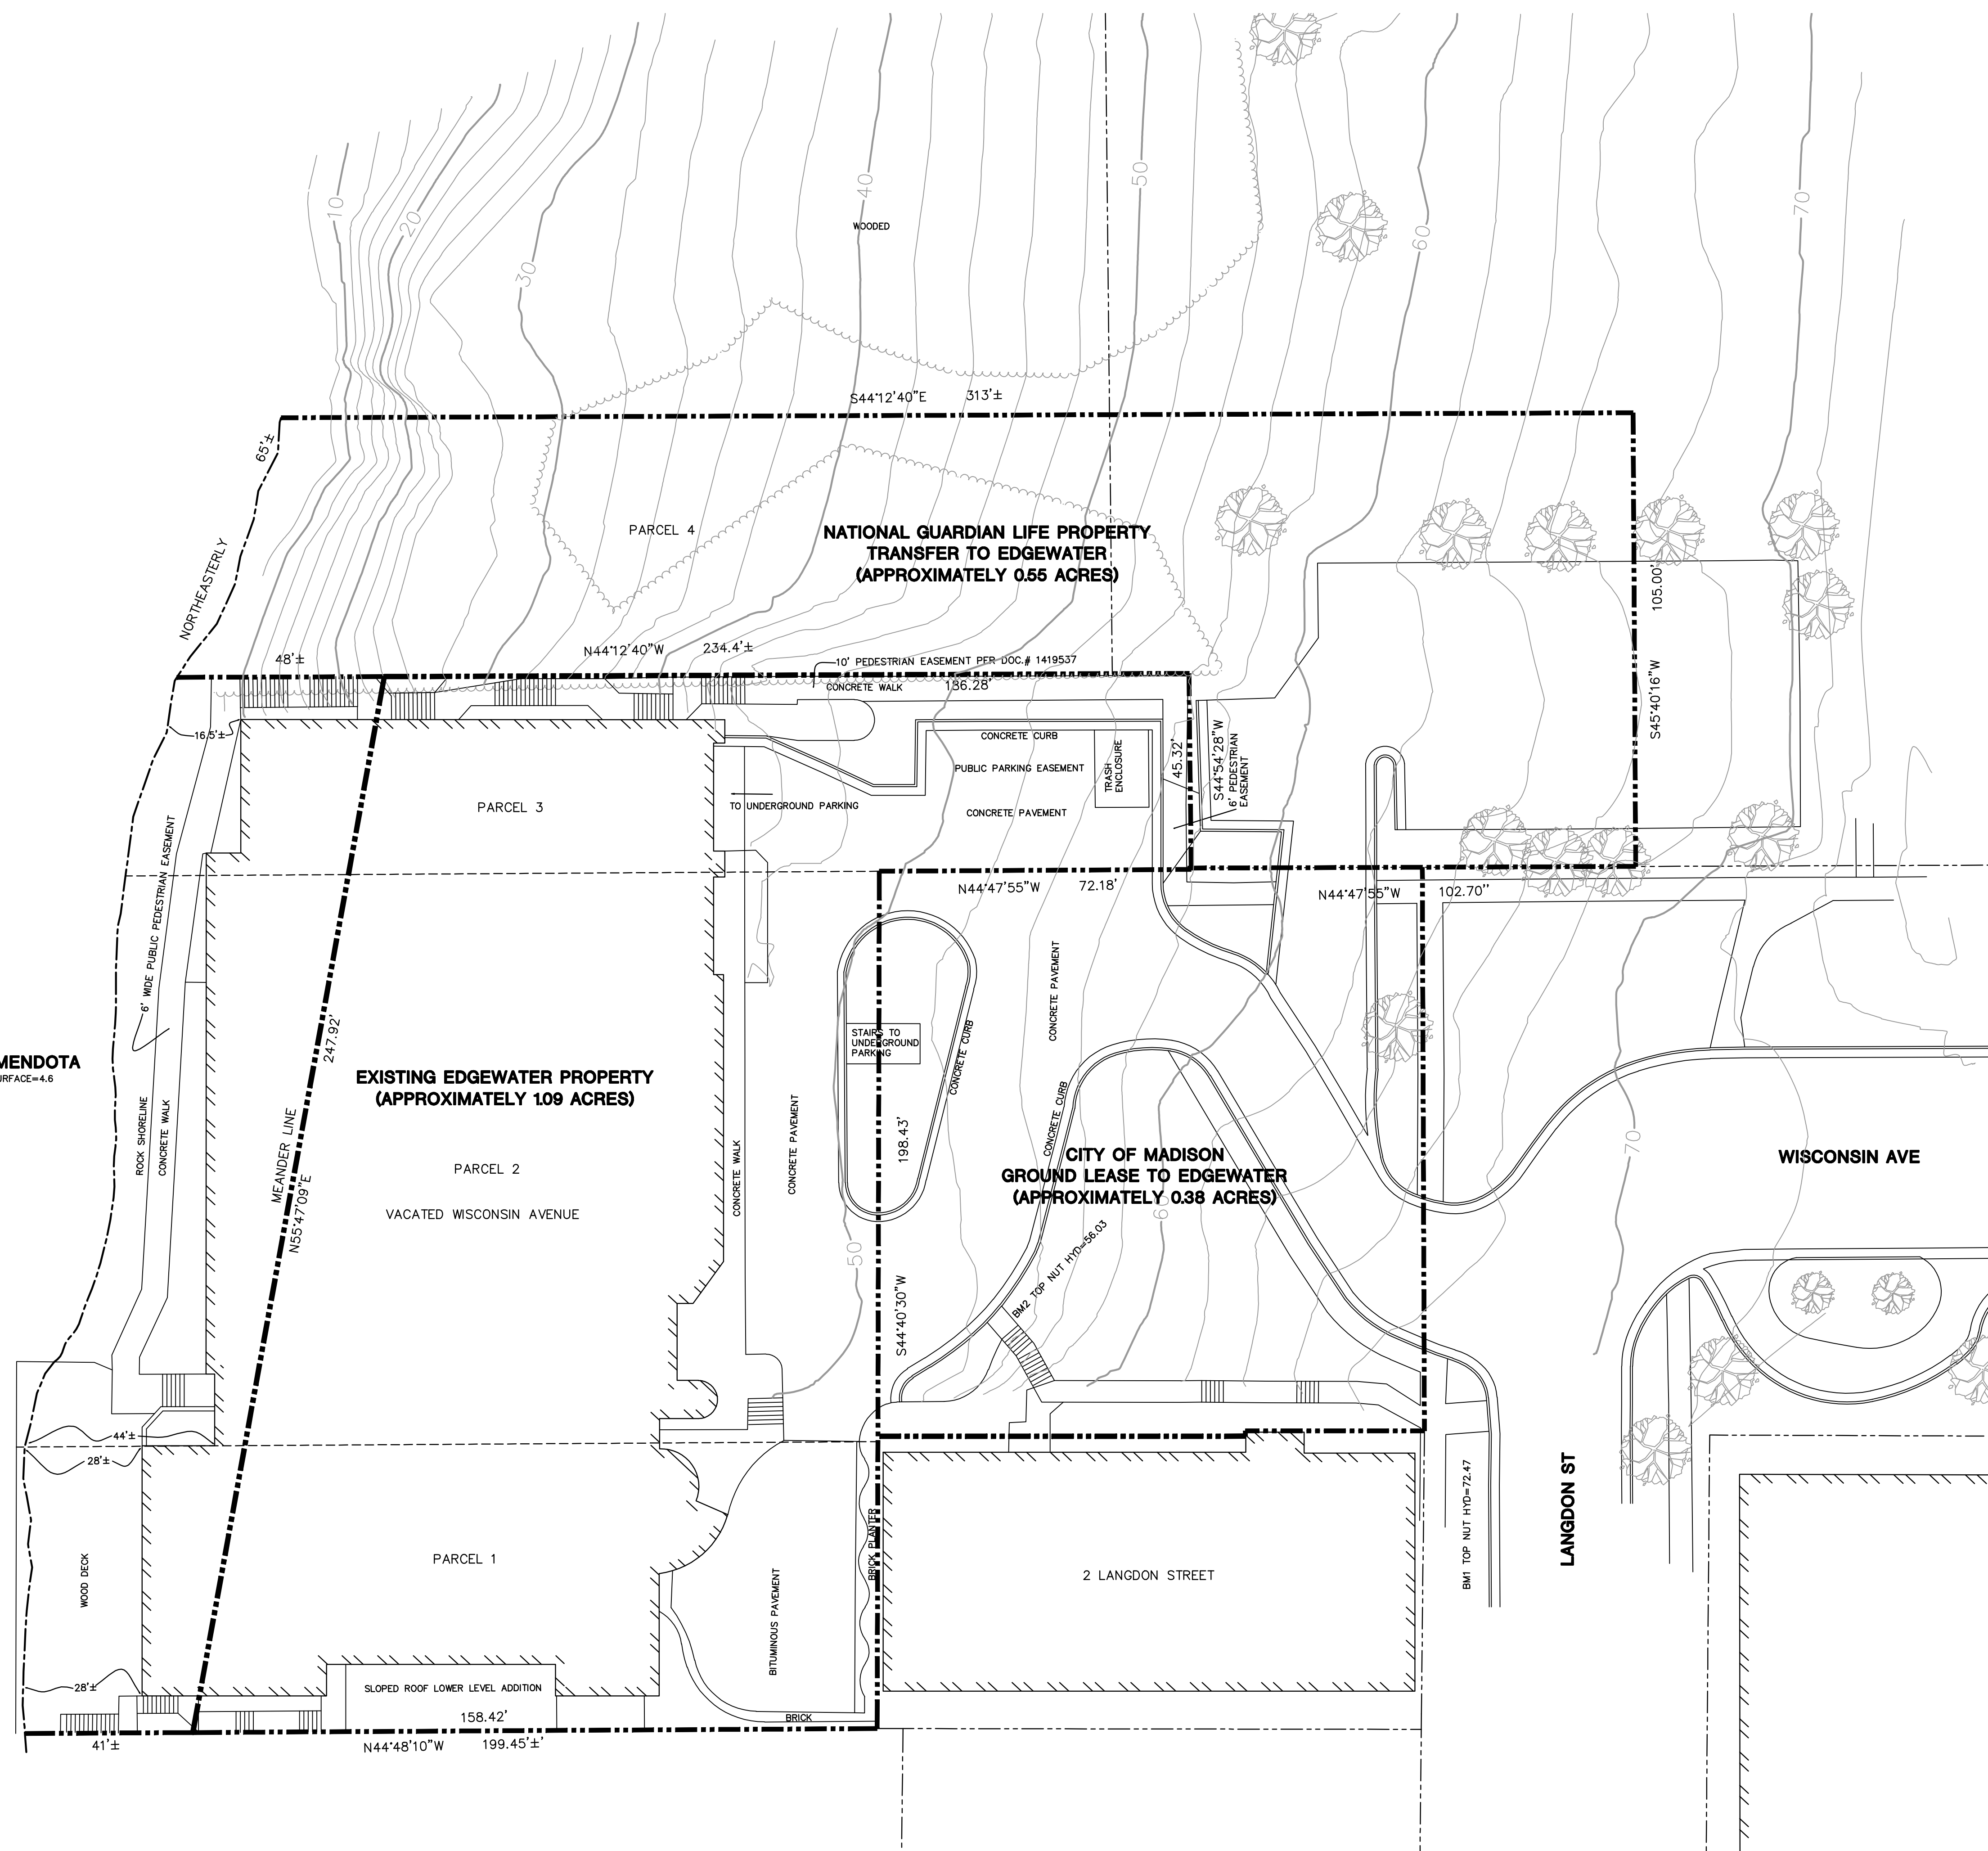 10
20
30
40
50
60
70
WOODED
S44°12'40"E 313'±
65'±
NORTHEASTERLY
PARCEL 4
NATIONAL GUARDIAN LIFE PROPERTY
TRANSFER TO EDGEWATER
(APPROXIMATELY 0.55 ACRES)
105.00'
S45°40'16"W
48'±
N44°12'40"W 234.4'±
10' PEDESTRIAN EASEMENT PER DOC.# 1419537
CONCRETE WALK
136.28'
16.5'±
CONCRETE CURB
PUBLIC PARKING EASEMENT
TRASH
ENCLOSURE
45.32'
S44°54'28"W
6' PEDESTRIAN
EASEMENT
PARCEL 3
TO UNDERGROUND PARKING
CONCRETE PAVEMENT
N44°47'55"W 72.18'
N44°47'55"W 102.70''
6' WIDE PUBLIC PEDESTRIAN EASEMENT
247.92'
STAIRS TO
UNDERGROUND
PARKING
CONCRETE CURB
CONCRETE PAVEMENT
MENDOTA
RFACE=4.6
EXISTING EDGEWATER PROPERTY
(APPROXIMATELY 1.09 ACRES)
ROCK SHORELINE
CONCRETE WALK
MEANDER LINE
N55°47'09"E
PARCEL 2
VACATED WISCONSIN AVENUE
CONCRETE WALK
CONCRETE PAVEMENT
198.43'
CONCRETE CURB
CITY OF MADISON
GROUND LEASE TO EDGEWATER
(APPROXIMATELY 0.38 ACRES)
70
WISCONSIN AVE
50
S44°40'30"W
BM2 TOP NUT HYD=56.03
44'±
28'±
WOOD DECK
PARCEL 1
BITUMINOUS PAVEMENT
BRICK PLANTER
2 LANGDON STREET
BM1 TOP NUT HYD=72.47
LANGDON ST
28'±
SLOPED ROOF LOWER LEVEL ADDITION
158.42'
BRICK
41'±
N44°48'10"W 199.45'±'